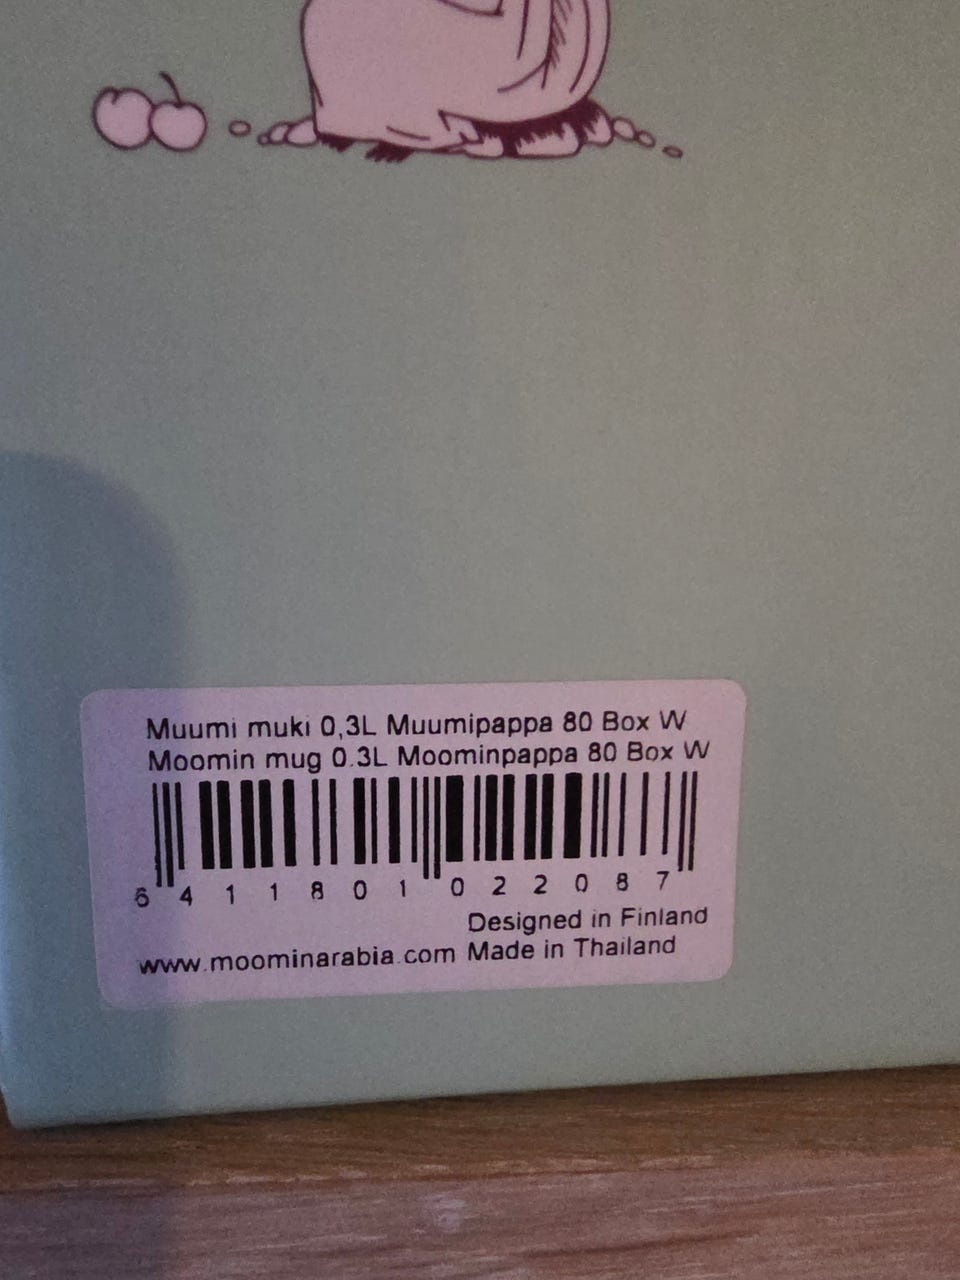 Muumi muki 0,3L Muumipappa 80 Box W
Moomin mug 0.3L Moominpappa 80 Box W
6 411801 022087
Designed in Finland
www.moominarabia.com Made in Thailand